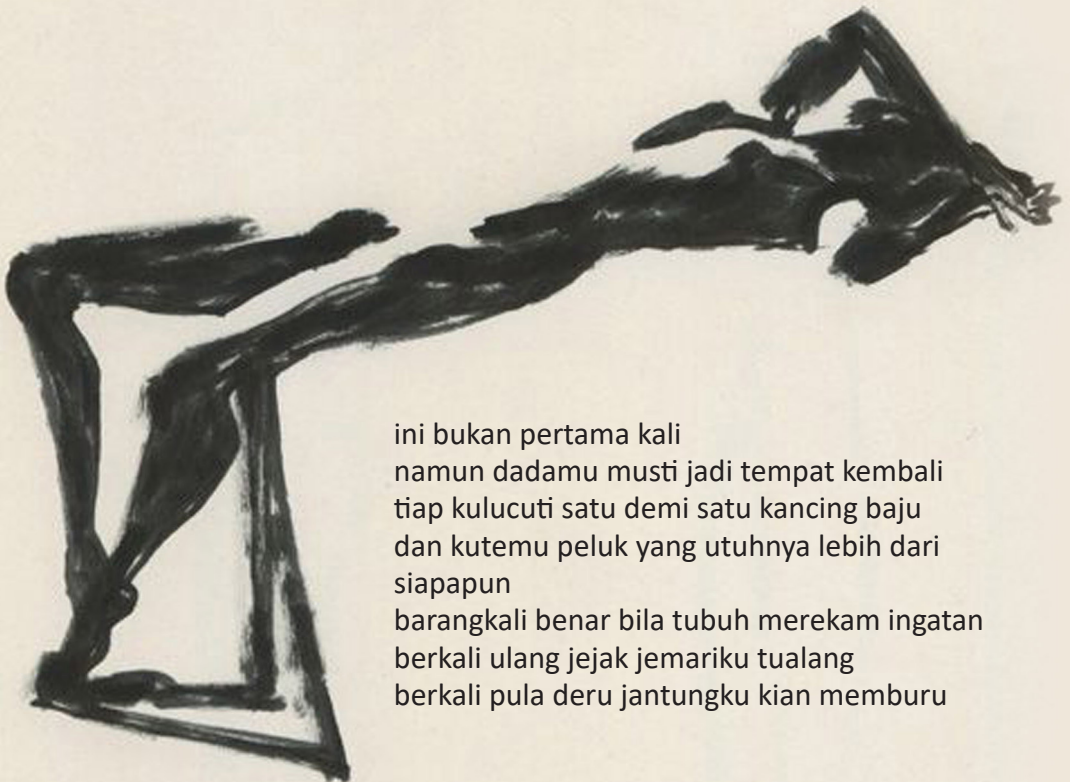 ini bukan pertama kali
namun dadamu musti jadi tempat kembali
tiap kulucuti satu demi satu kancing baju
dan kutemu peluk yang utuhnya lebih dari
siapapun
barangkali benar bila tubuh merekam ingatan
berkali ulang jejak jemariku tualang
berkali pula deru jantungku kian memburu